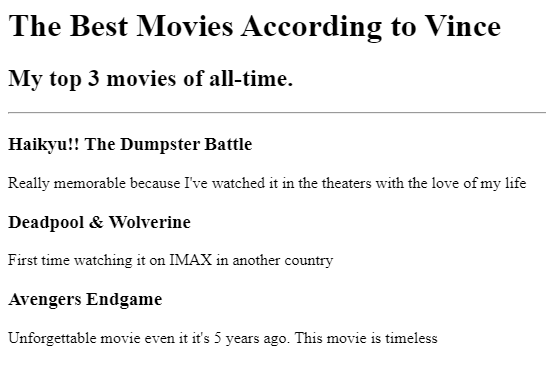 The Best Movies According to Vince
My top 3 movies of all-time.
Haikyu!! The Dumpster Battle
Really memorable because I've watched it in the theaters with the love of my life
Deadpool & Wolverine
First time watching it on IMAX in another country
Avengers Endgame
Unforgettable movie even it it's 5 years ago. This movie is timeless